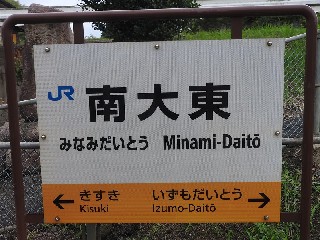 JR 南大東
みなみだいとう Minami-Daitō
← きすき いずもだいとう →
Kisuki Izumo-Daitō